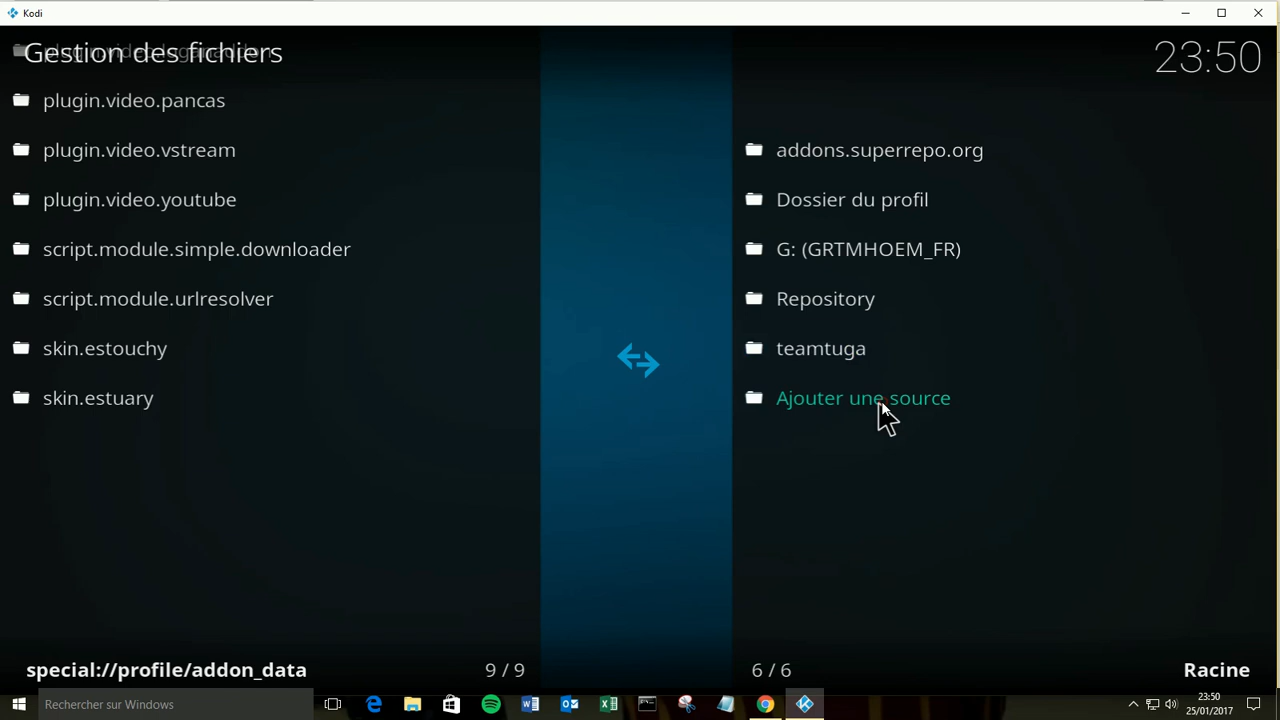 Kodi
Gestion des fichiers
23:50
plugin.video.pancas
plugin.video.vstream
plugin.video.youtube
script.module.simple.downloader
script.module.urlresolver
skin.estouchy
skin.estuary
addons.superrepo.org
Dossier du profil
G: (GRTMHOEM_FR)
Repository
teamtuga
Ajouter une source
special://profile/addon_data
9 / 9
6 / 6
Racine
Rechercher sur Windows
23:50
25/01/2017